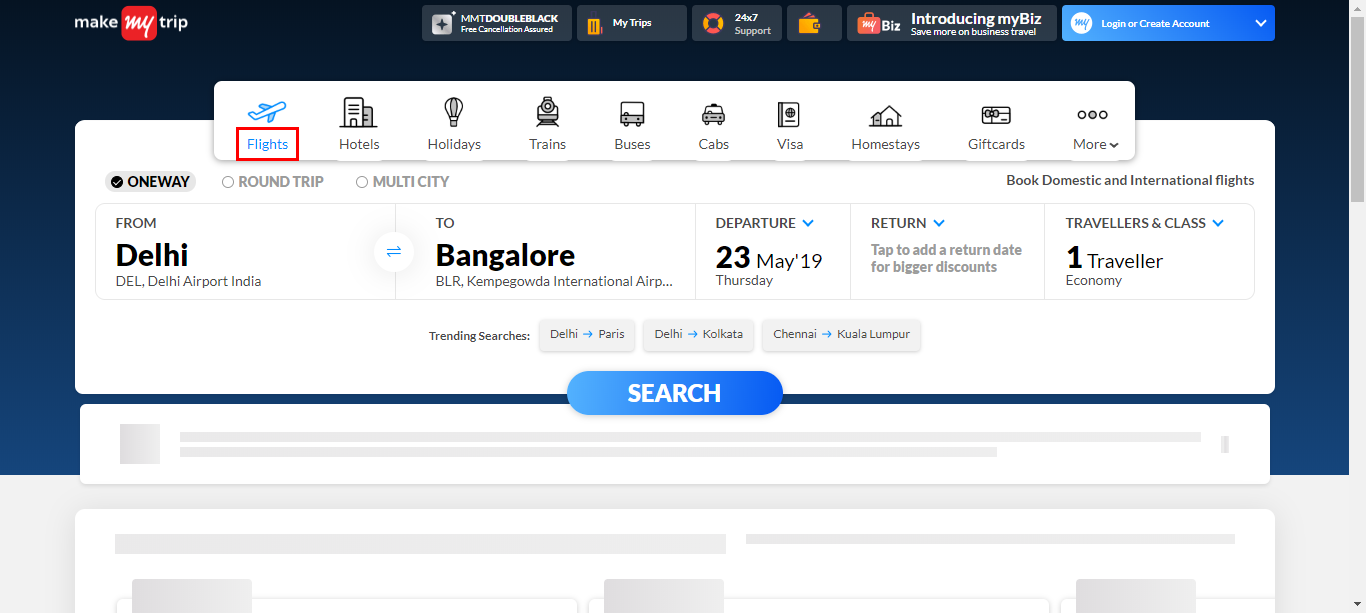 make my trip
MMTDOUBLEBLACK
Free Cancellation Assured
My Trips
24x7
Support
my Biz
Introducing myBiz
Save more on business travel
my
Login or Create Account
Flights
Hotels
Holidays
Trains
Buses
Cabs
Visa
Homestays
Giftcards
More
ONEWAY
ROUND TRIP
MULTI CITY
Book Domestic and International flights
FROM
Delhi
DEL, Delhi Airport India
TO
Bangalore
BLR, Kempegowda International Airp...
DEPARTURE
23 May'19
Thursday
RETURN
Tap to add a return date
for bigger discounts
TRAVELLERS & CLASS
1 Traveller
Economy
Trending Searches:
Delhi → Paris
Delhi → Kolkata
Chennai → Kuala Lumpur
SEARCH